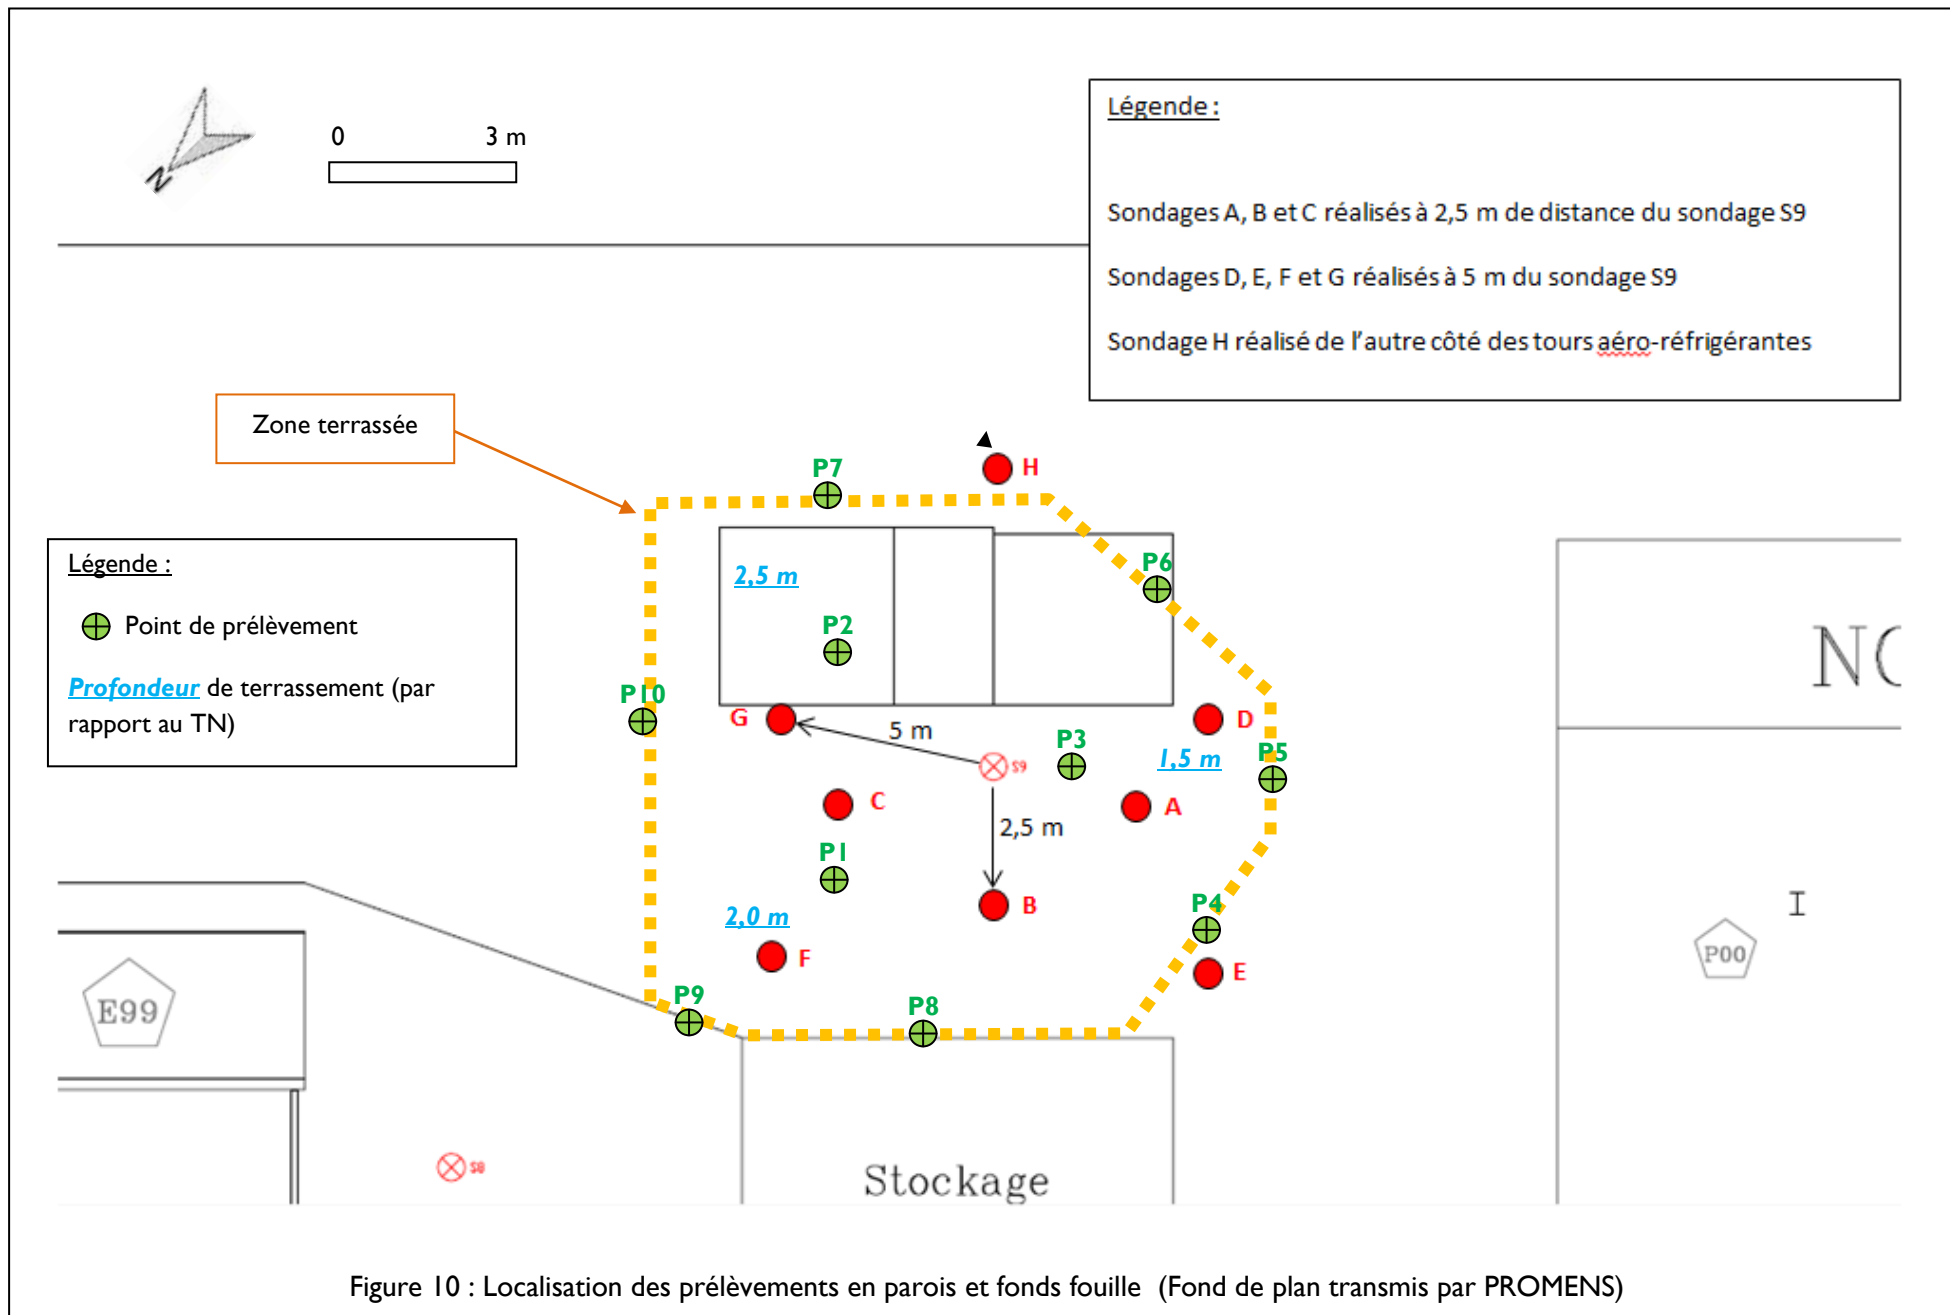 N
0 3 m
Légende :
Sondages A, B et C réalisés à 2,5 m de distance du sondage S9
Sondages D, E, F et G réalisés à 5 m du sondage S9
Sondage H réalisé de l'autre côté des tours aéro-réfrigérantes
Zone terrassée
P7
H
Légende :
Point de prélèvement
Profondeur de terrassement (par
rapport au TN)
2,5 m
P6
P2
NC
P10
G
5 m
D
P3
P5
S9
1,5 m
C
A
2,5 m
P1
B
P4
I
2,0 m
F
E
P00
E99
P9
P8
S8
Stockage
Figure 10 : Localisation des prélèvements en parois et fonds fouille (Fond de plan transmis par PROMENS)